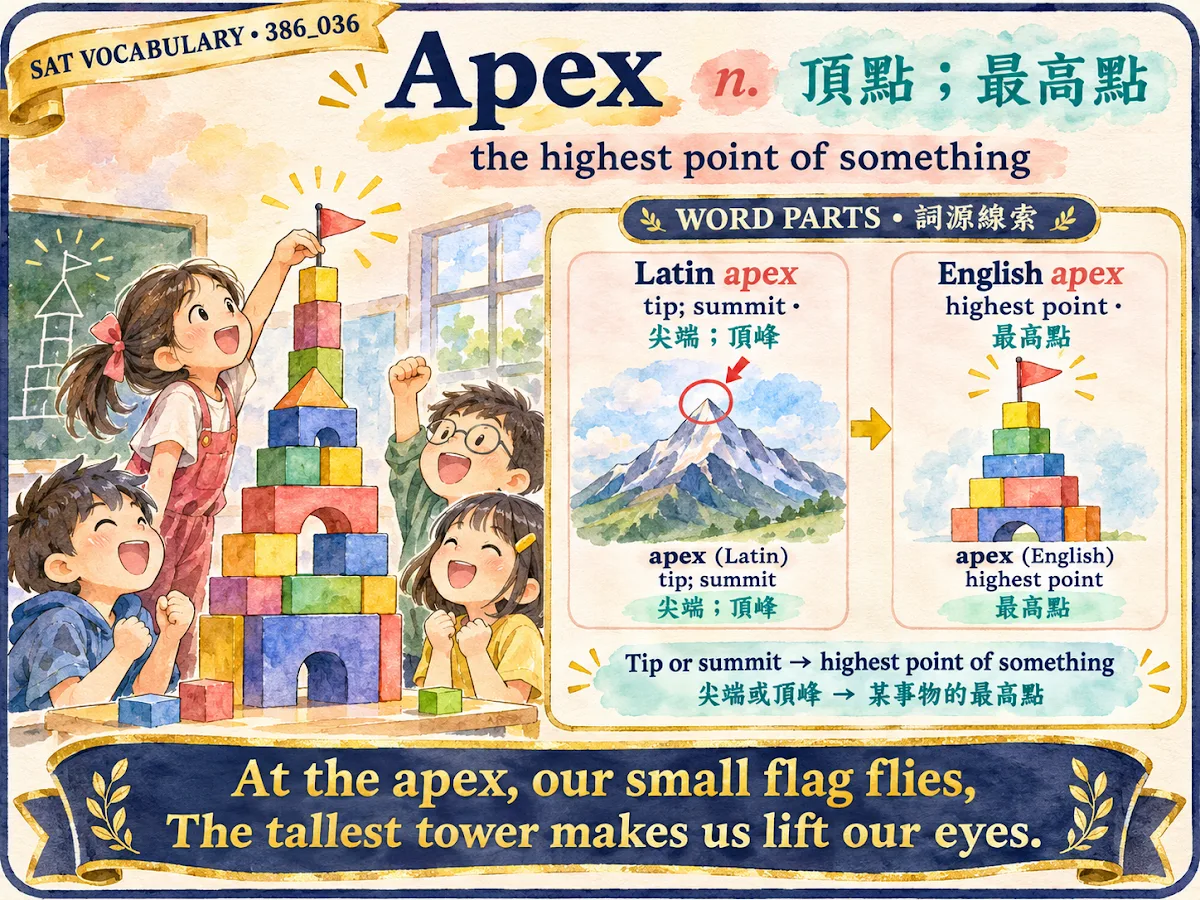 SAT VOCABULARY • 386_036
Apex n. 頂點；最高點
the highest point of something
WORD PARTS • 詞源線索
Latin apex
tip; summit •
尖端；頂峰
apex (Latin)
tip; summit
尖端；頂峰
English apex
highest point •
最高點
apex (English)
highest point
最高點
Tip or summit → highest point of something
尖端或頂峰 → 某事物的最高點
At the apex, our small flag flies,
The tallest tower makes us lift our eyes.